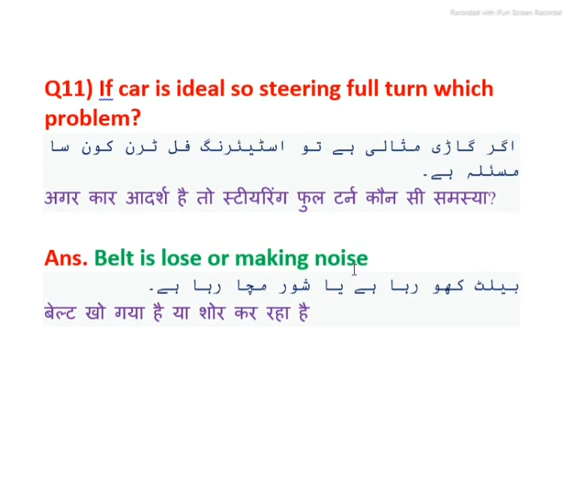 Recorded with iFun Screen Recorder
Q11) If car is ideal so steering full turn which
problem?
اگر گاڑی مثالی ہے تو اسٹیئرنگ فل ٹرن کون سا
مسئلہ ہے۔
अगर कार आदर्श है तो स्टीयरिंग फुल टर्न कौन सी समस्या?
Ans. Belt is lose or making noise
بیلٹ کھو رہا ہے یا شور مچا رہا ہے۔
बेल्ट खो गया है या शोर कर रहा है